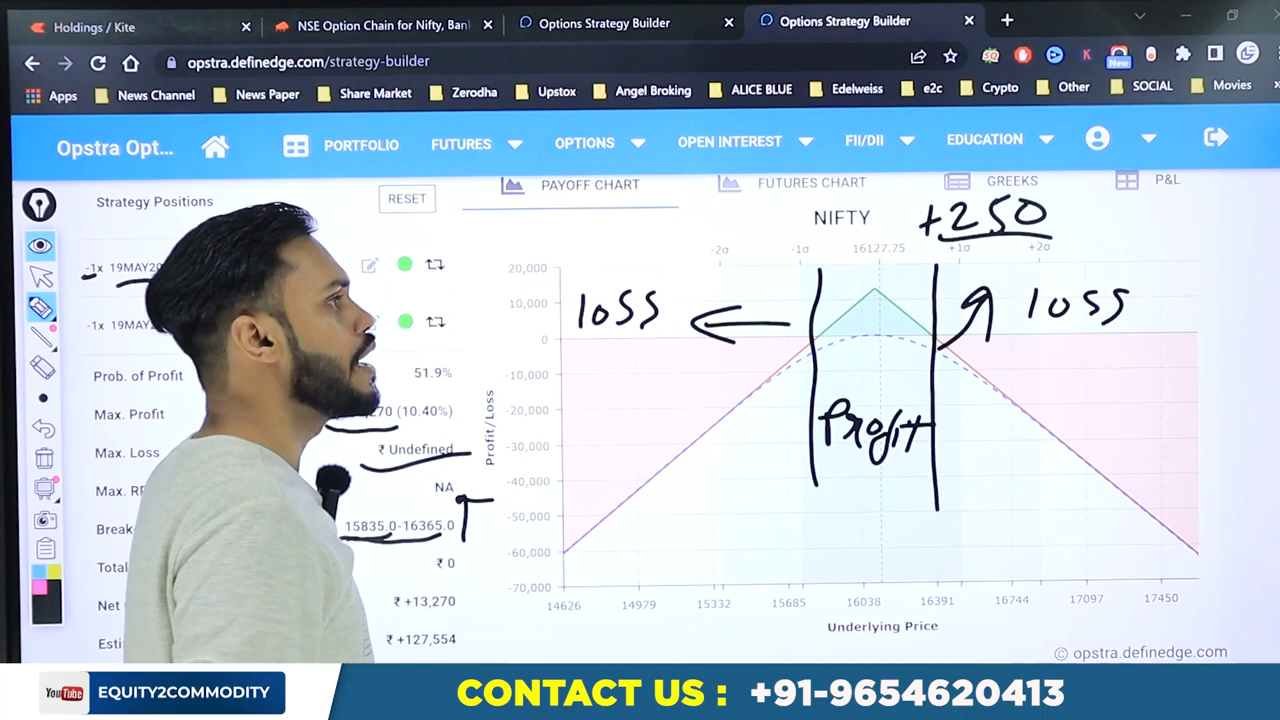 Holdings / Kite
NSE Option Chain for Nifty, Ban
Options Strategy Builder
Options Strategy Builder
opstra.definedge.com/strategy-builder
New
Apps
News Channel
News Paper
Share Market
Zerodha
Upstox
Angel Broking
ALICE BLUE
Edelweiss
e2c
Crypto
Other
SOCIAL
Movies
Opstra Opt...
PORTFOLIO
FUTURES
OPTIONS
OPEN INTEREST
FII/DII
EDUCATION
Strategy Positions
RESET
PAYOFF CHART
FUTURES CHART
GREEKS
P&L
-1x 19MAY20
-1x 19MAY
Prob. of Profit
51.9%
Max. Profit
270 (10.40%)
Max. Loss
₹ Undefined
Max. R
NA
Break
15835.0-16365.0
Total
₹ 0
Net
₹ +13,270
Esti
₹ +127,554
NIFTY
+250
-2σ
-1σ
16127.75
+1σ
+2σ
20,000
10,000
0
-10,000
-20,000
-30,000
-40,000
-50,000
-60,000
-70,000
Profit/Loss
loss
loss
Profit
14626
14979
15332
15685
16038
16391
16744
17097
17450
Underlying Price
© opstra.definedge.com
YouTube
EQUITY2COMMODITY
CONTACT US : +91-9654620413